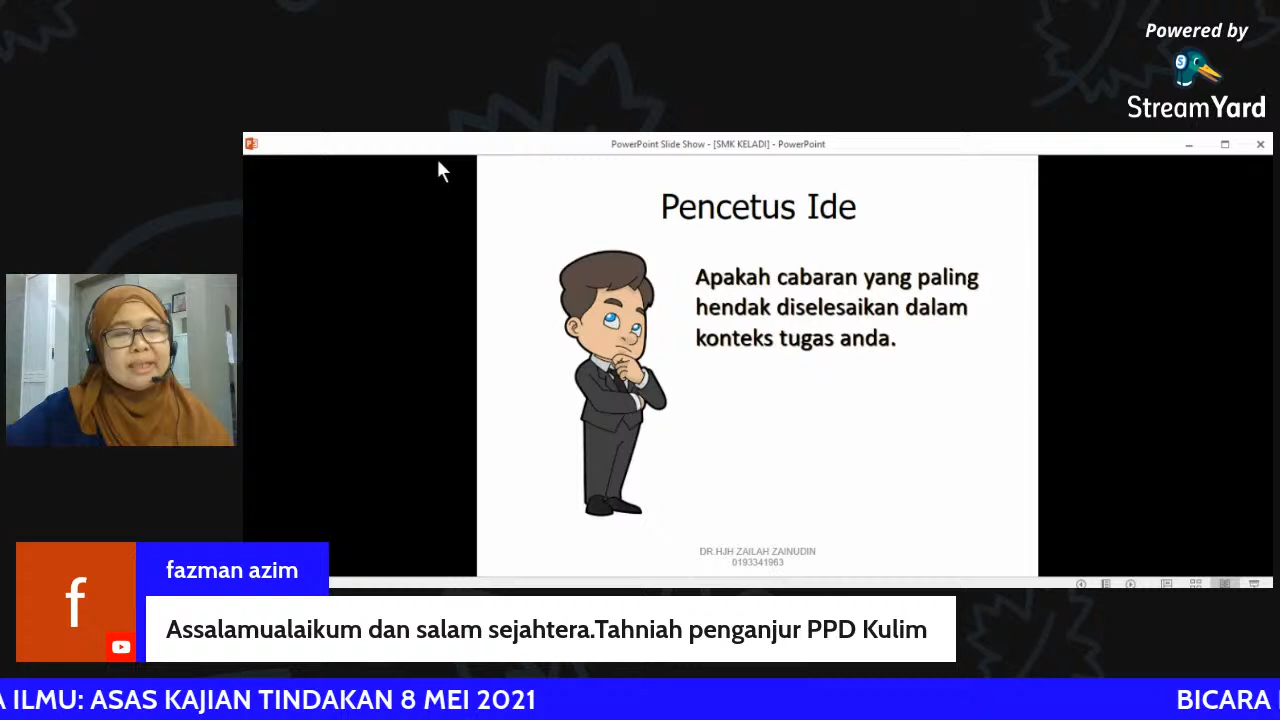 Powered by
StreamYard
PowerPoint Slide Show - [SMK KELADI] - PowerPoint
Pencetus Ide
Apakah cabaran yang paling
hendak diselesaikan dalam
konteks tugas anda.
DR.HJH ZAILAH ZAINUDIN
0193341963
f
fazman azim
Assalamualaikum dan salam sejahtera.Tahniah penganjur PPD Kulim
A ILMU: ASAS KAJIAN TINDAKAN 8 MEI 2021
BICARA